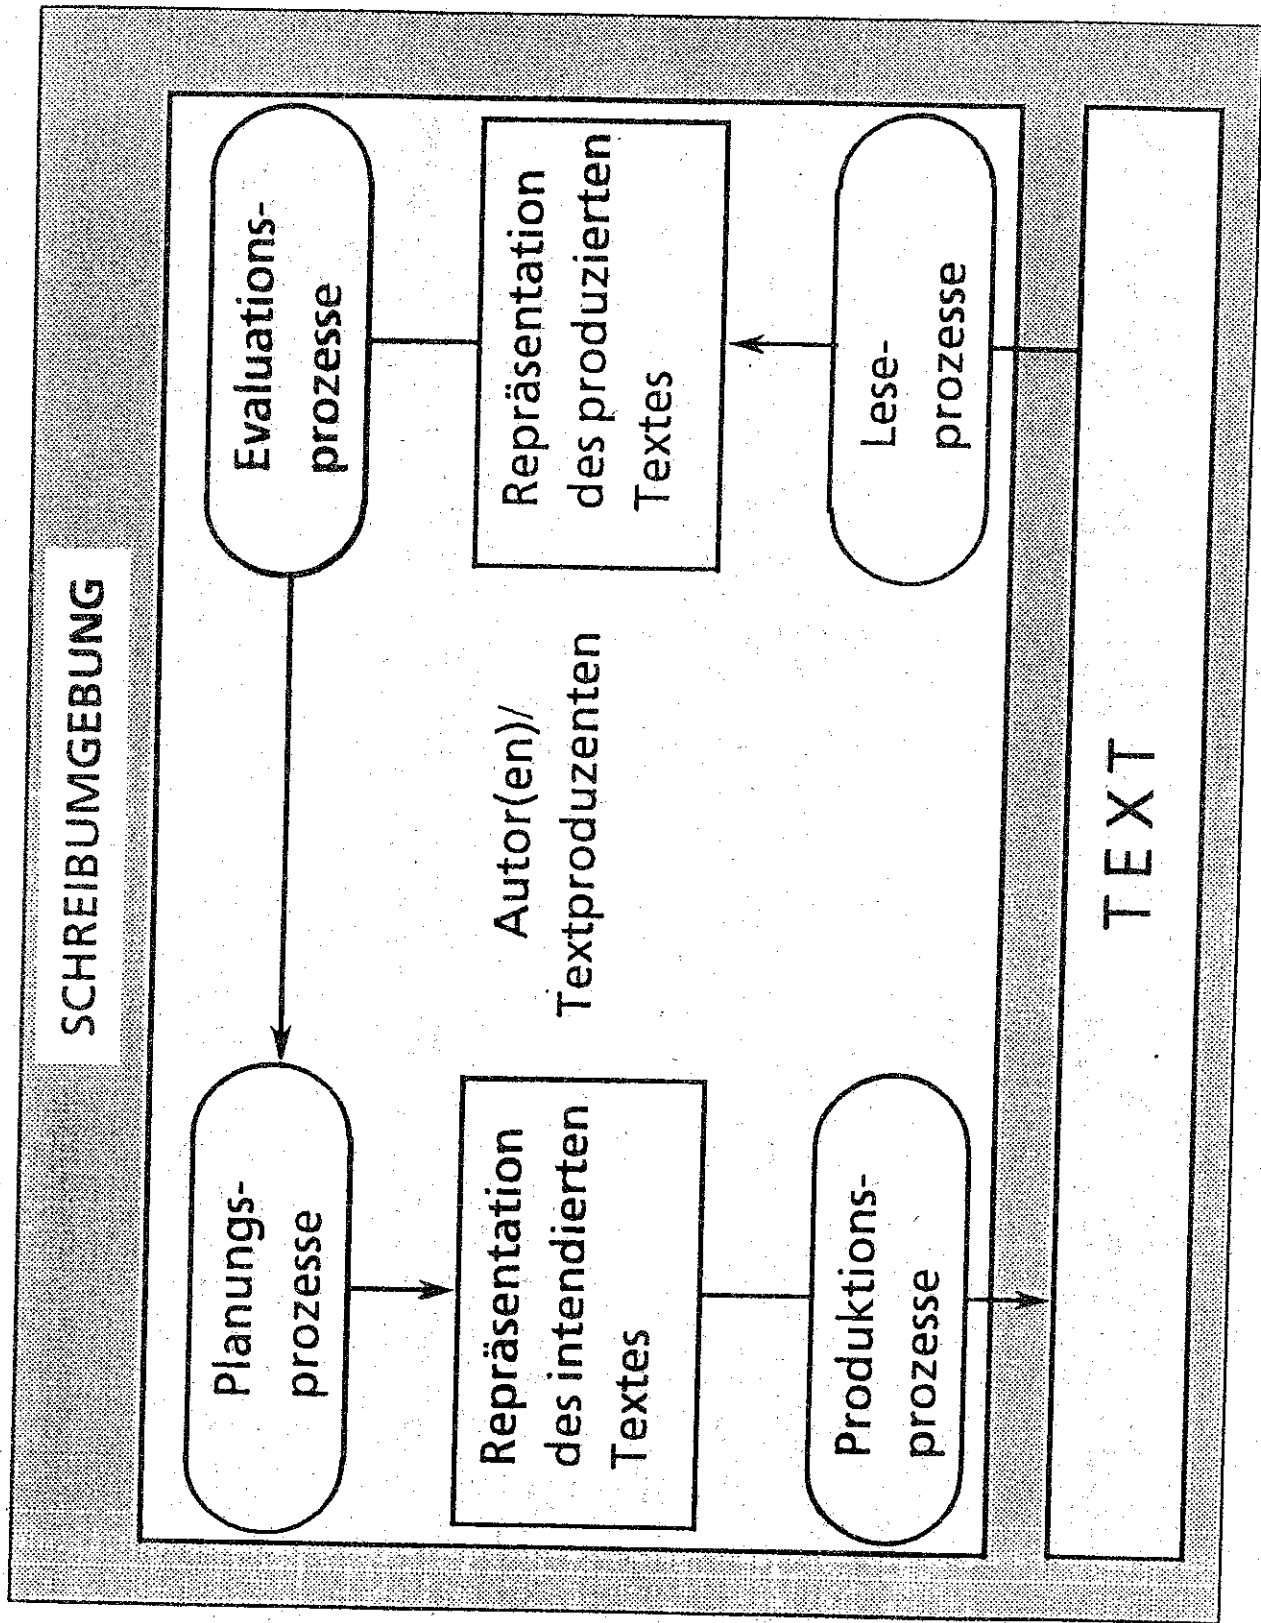 SCHREIBUMGEBUNG
Planungs-
prozesse
Evaluations-
prozesse
Repräsentation
des intendierten
Textes
Autor(en)/
Textproduzenten
Repräsentation
des produzierten
Textes
Produktions-
prozesse
Lese-
prozesse
TEXT